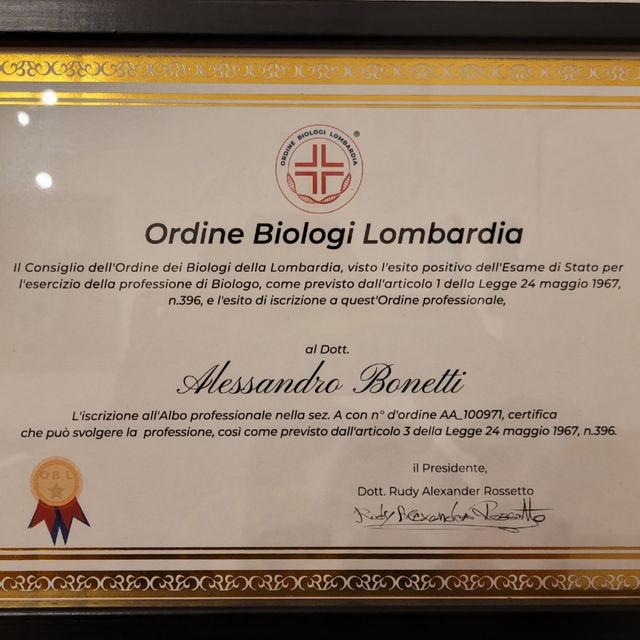 ORDINE BIOLOGI LOMBARDIA
®
Ordine Biologi Lombardia
Il Consiglio dell'Ordine dei Biologi della Lombardia, visto l'esito positivo dell'Esame di Stato per
l'esercizio della professione di Biologo, come previsto dall'articolo 1 della Legge 24 maggio 1967,
n.396, e l'esito di iscrizione a quest'Ordine professionale,
al Dott.
Alessandro Bonetti
L'iscrizione all'Albo professionale nella sez. A con n° d'ordine AA_100971, certifica
che può svolgere la professione, così come previsto dall'articolo 3 della Legge 24 maggio 1967, n.396.
il Presidente,
Dott. Rudy Alexander Rossetto
Rudy Alexander Rossetto
OBL